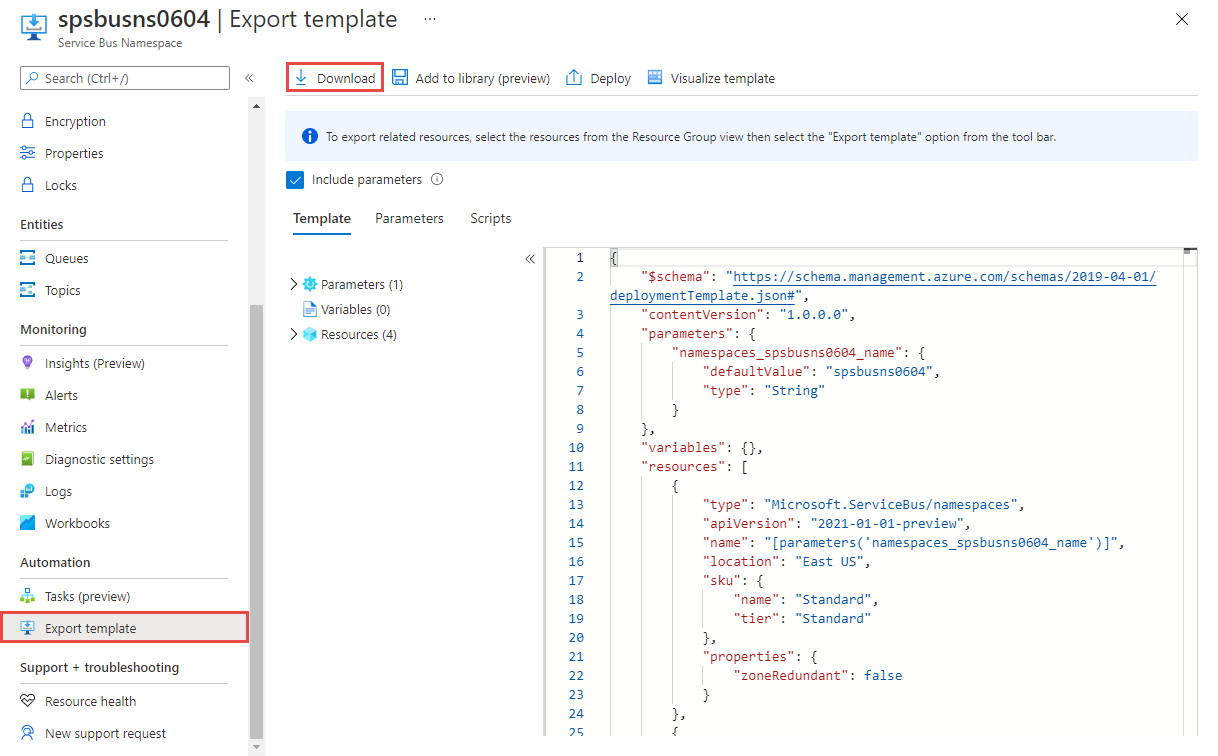 spsbusns0604 | Export template ...
Service Bus Namespace
Search (Ctrl+/)
Encryption
Properties
Locks
Entities
Queues
Topics
Monitoring
Insights (Preview)
Alerts
Metrics
Diagnostic settings
Logs
Workbooks
Automation
Tasks (preview)
Export template
Support + troubleshooting
Resource health
New support request
Download
Add to library (preview)
Deploy
Visualize template
To export related resources, select the resources from the Resource Group view then select the "Export template" option from the tool bar.
Include parameters
Template
Parameters
Scripts
Parameters (1)
Variables (0)
Resources (4)
1 {
2 "$schema": "https://schema.management.azure.com/schemas/2019-04-01/
deploymentTemplate.json#",
3 "contentVersion": "1.0.0.0",
4 "parameters": {
5 "namespaces_spsbusns0604_name": {
6 "defaultValue": "spsbusns0604",
7 "type": "String"
8 }
9 },
10 "variables": {},
11 "resources": [
12 {
13 "type": "Microsoft.ServiceBus/namespaces",
14 "apiVersion": "2021-01-01-preview",
15 "name": "[parameters('namespaces_spsbusns0604_name')]",
16 "location": "East US",
17 "sku": {
18 "name": "Standard",
19 "tier": "Standard"
20 },
21 "properties": {
22 "zoneRedundant": false
23 }
24 },
25 {